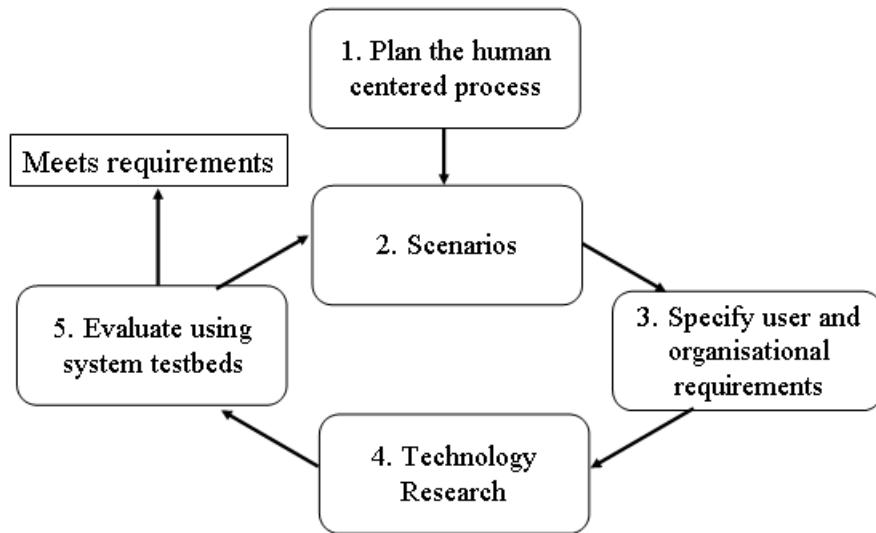 1. Plan the human
centered process
Meets requirements
2. Scenarios
5. Evaluate using
system testbeds
3. Specify user and
organisational
requirements
4. Technology
Research